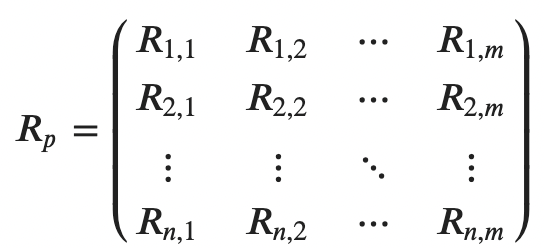 R_p = ( R_{1,1} R_{1,2} ⋯ R_{1,m}
R_{2,1} R_{2,2} ⋯ R_{2,m}
⋮ ⋮ ⋱ ⋮
R_{n,1} R_{n,2} ⋯ R_{n,m} )